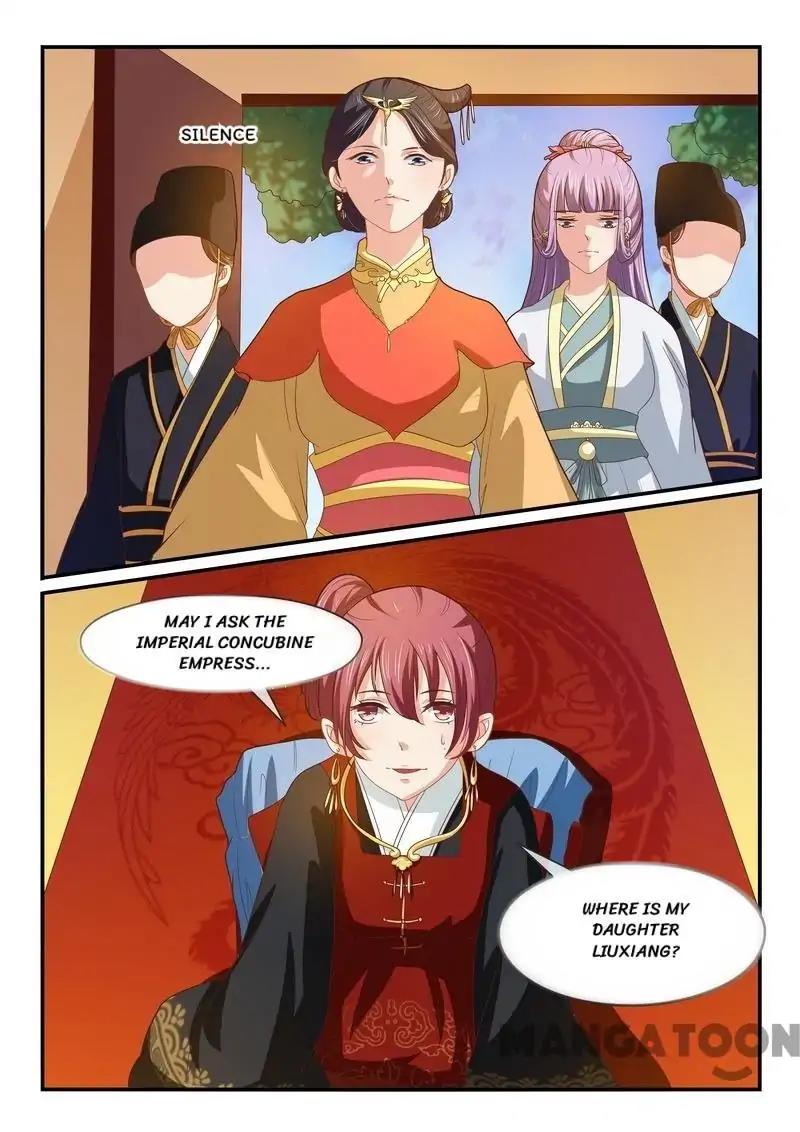 SILENCE
MAY I ASK THE
IMPERIAL CONCUBINE
EMPRESS...
WHERE IS MY
DAUGHTER
LIUXIANG?
MANGATOON